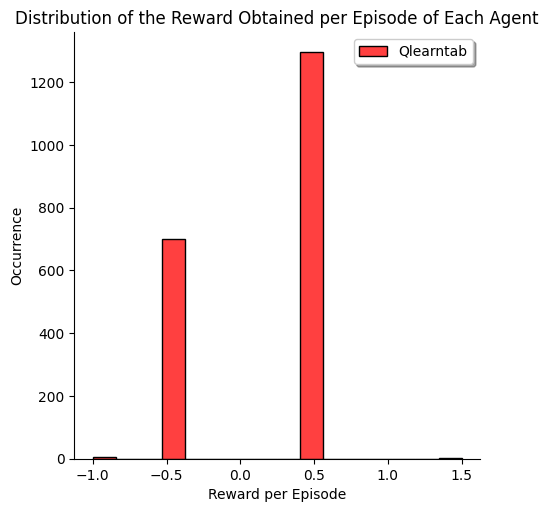 Distribution of the Reward Obtained per Episode of Each Agent
Qlearntab
1200
1000
800
600
400
200
0
Occurrence
−1.0 −0.5 0.0 0.5 1.0 1.5
Reward per Episode